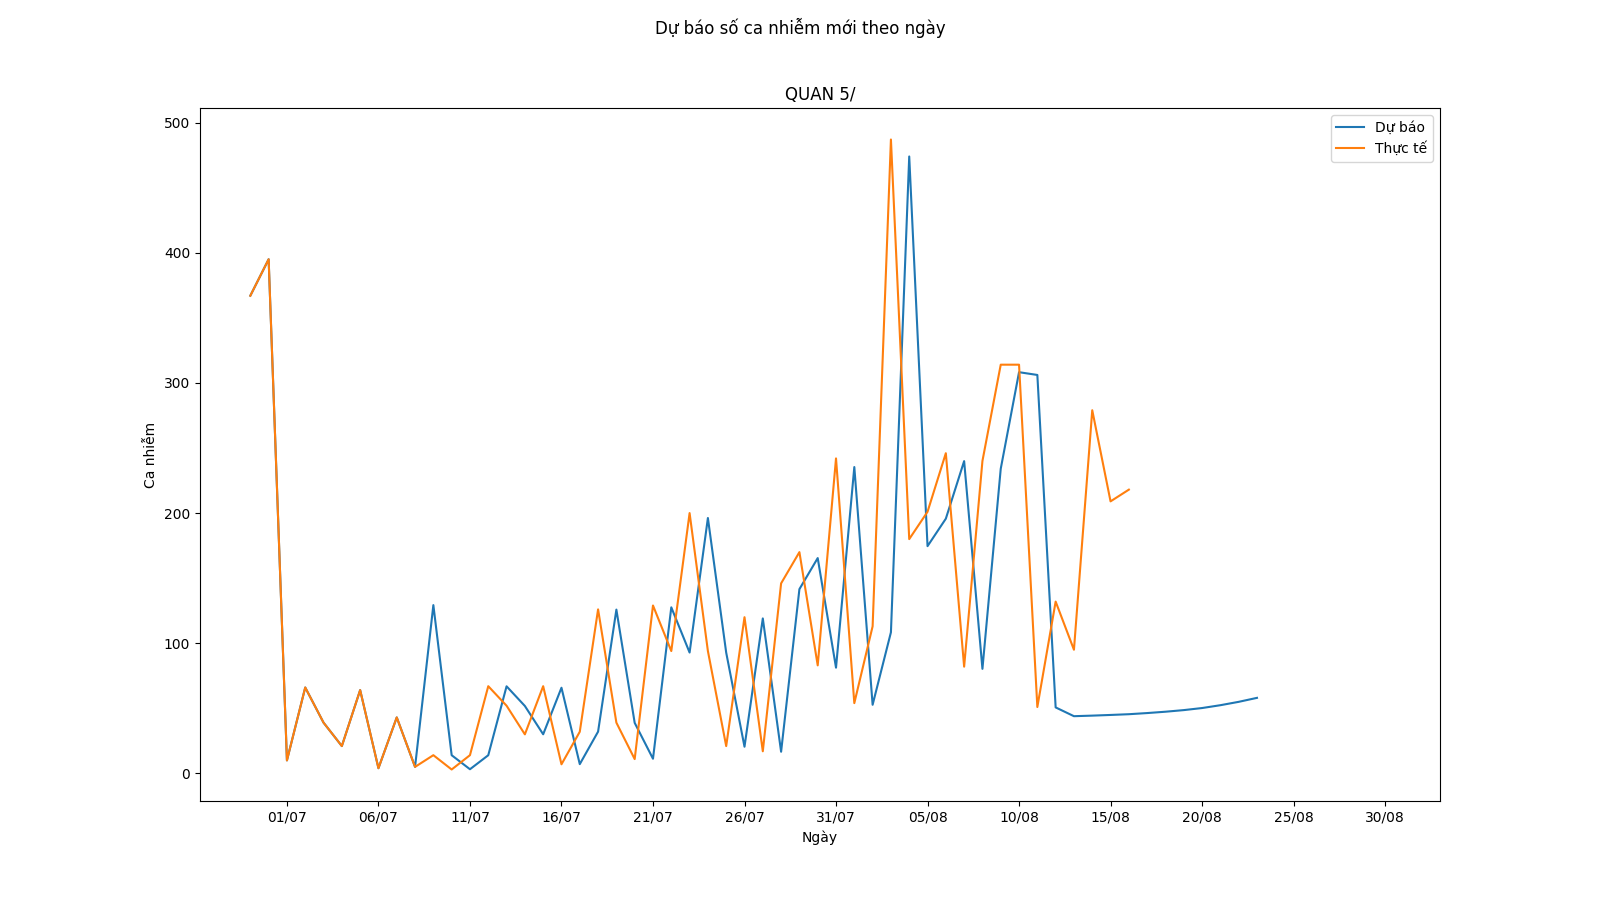 Dự báo số ca nhiễm mới theo ngày
QUAN 5/
Dự báo
Thực tế
500
400
300
200
100
0
Ca nhiễm
01/07 06/07 11/07 16/07 21/07 26/07 31/07 05/08 10/08 15/08 20/08 25/08 30/08
Ngày